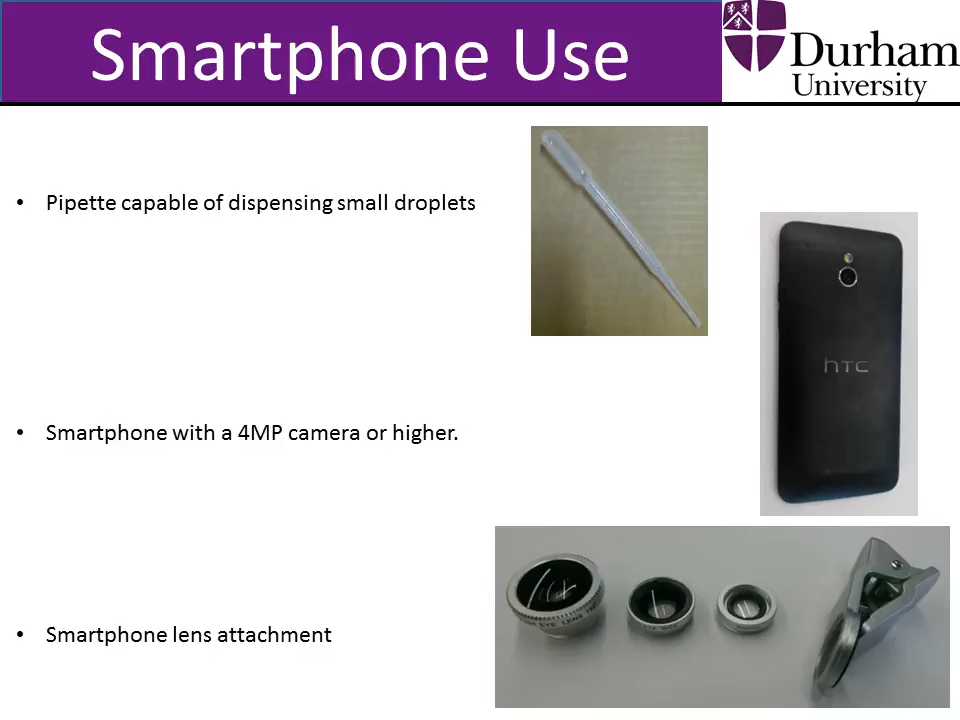 Smartphone Use
Durham
University
• Pipette capable of dispensing small droplets
htc
• Smartphone with a 4MP camera or higher.
• Smartphone lens attachment